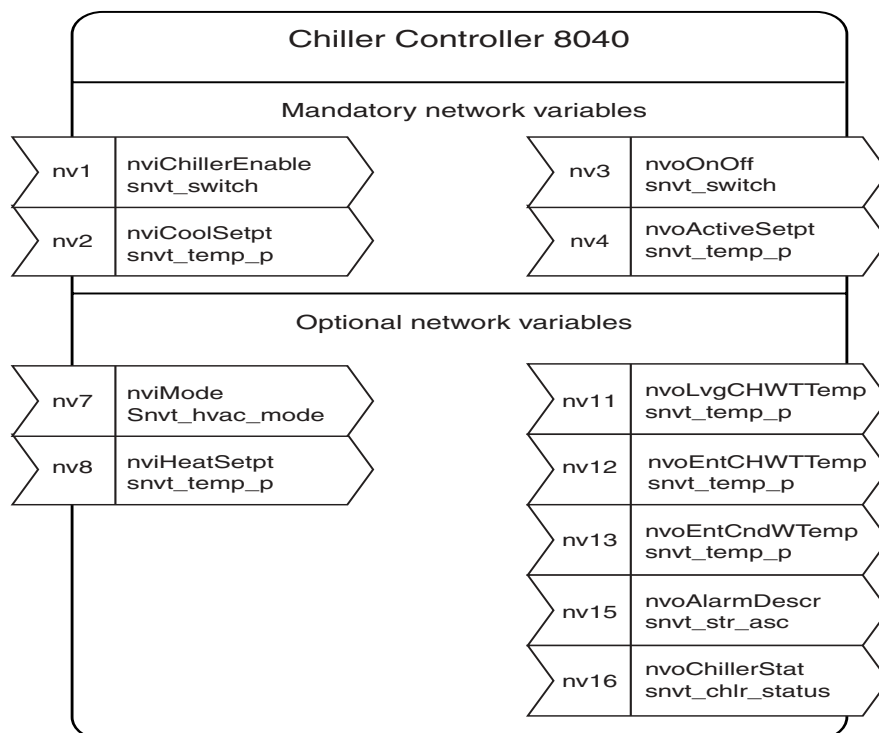 Chiller Controller 8040
Mandatory network variables
nv1
nviChillerEnable
snvt_switch
nv2
nviCoolSetpt
snvt_temp_p
nv3
nvoOnOff
snvt_switch
nv4
nvoActiveSetpt
snvt_temp_p
Optional network variables
nv7
nviMode
Snvt_hvac_mode
nv8
nviHeatSetpt
snvt_temp_p
nv11
nvoLvgCHWTTemp
snvt_temp_p
nv12
nvoEntCHWTTemp
snvt_temp_p
nv13
nvoEntCndWTemp
snvt_temp_p
nv15
nvoAlarmDescr
snvt_str_asc
nv16
nvoChillerStat
snvt_chlr_status